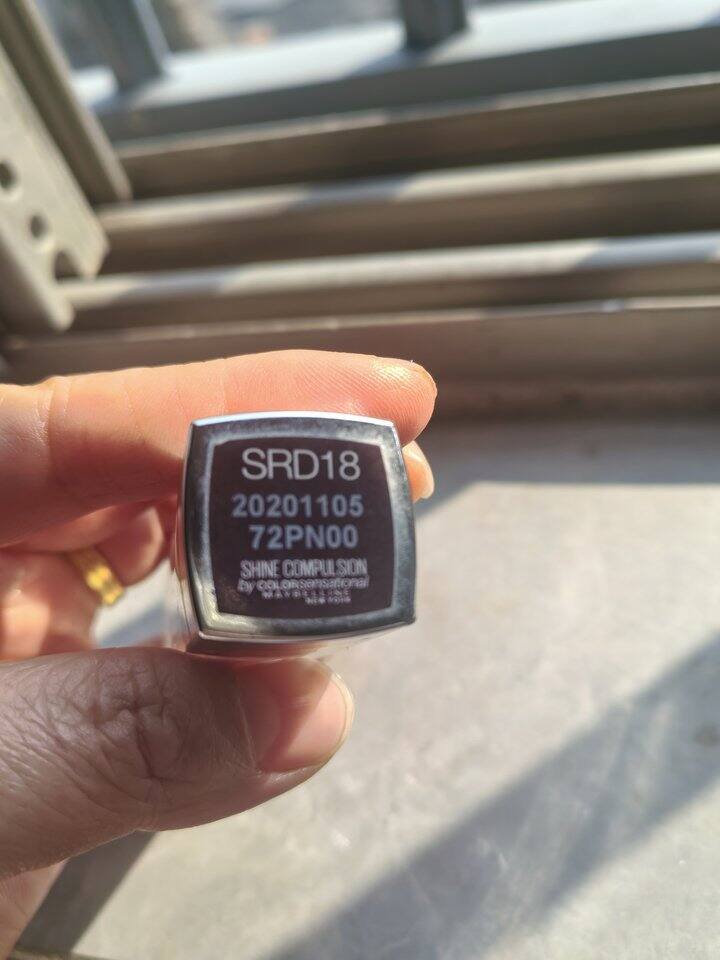 SRD18
20201105
72PN00
SHINE COMPULSION
by COLORsensational
MAYBELLINE
NEW YORK